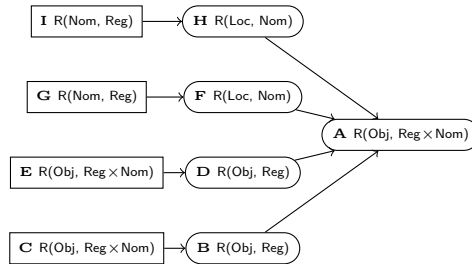 I R(Nom, Reg)
H R(Loc, Nom)
G R(Nom, Reg)
F R(Loc, Nom)
A R(Obj, Reg×Nom)
E R(Obj, Reg×Nom)
D R(Obj, Reg)
C R(Obj, Reg×Nom)
B R(Obj, Reg)